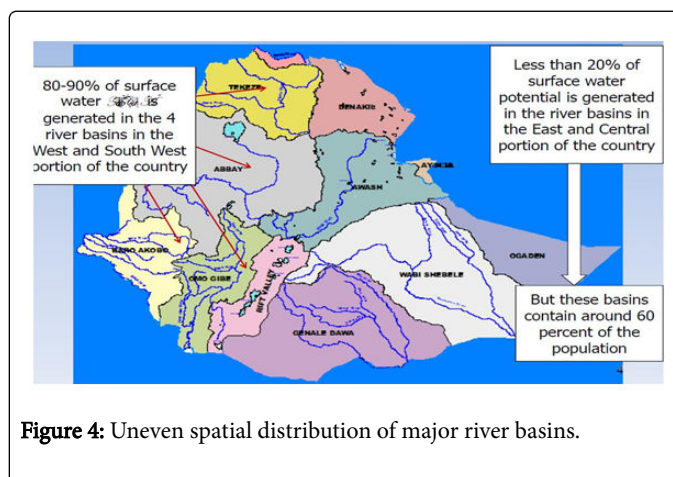 80-90% of surface
water is
generated in the 4
river basins in the
West and South West
portion of the country
Less than 20% of
surface water
potential is generated
in the river basins in
the East and Central
portion of the country
TEKEZE
DENAKIL
ABBAY
AWASH
AYSHA
BARO AKOBO
OMO GIBE
RIFT VALLEY
WABI SHEBELE
OGADEN
GENALE DAWA
But these basins
contain around 60
percent of the
population
Figure 4: Uneven spatial distribution of major river basins.